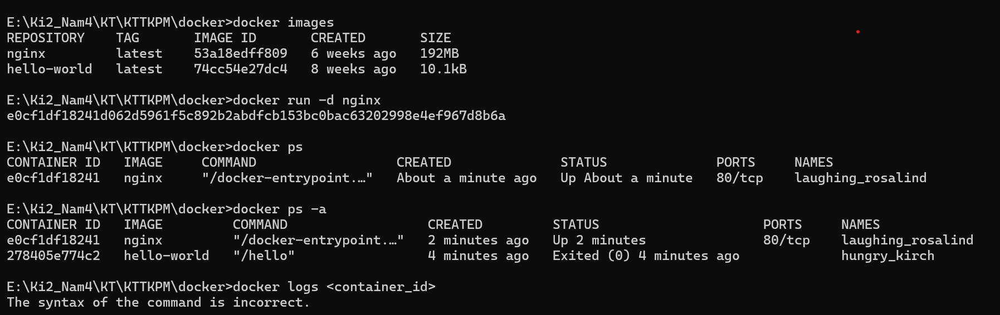 E:\Ki2_Nam4\KT\KTTKPM\docker>docker images
REPOSITORY    TAG       IMAGE ID       CREATED       SIZE
nginx         latest    53a18edff809   6 weeks ago   192MB
hello-world   latest    74cc54e27dc4   8 weeks ago   10.1kB
E:\Ki2_Nam4\KT\KTTKPM\docker>docker run -d nginx
e0cf1df18241d062d5961f5c892b2abdfcb153bc0bac63202998e4ef967d8b6a
E:\Ki2_Nam4\KT\KTTKPM\docker>docker ps
CONTAINER ID   IMAGE     COMMAND                  CREATED              STATUS              PORTS     NAMES
e0cf1df18241   nginx     "/docker-entrypoint.…"   About a minute ago   Up About a minute   80/tcp    laughing_rosalind
E:\Ki2_Nam4\KT\KTTKPM\docker>docker ps -a
CONTAINER ID   IMAGE         COMMAND                  CREATED         STATUS                     PORTS     NAMES
e0cf1df18241   nginx         "/docker-entrypoint.…"   2 minutes ago   Up 2 minutes               80/tcp    laughing_rosalind
278405e774c2   hello-world   "/hello"                 4 minutes ago   Exited (0) 4 minutes ago             hungry_kirch
E:\Ki2_Nam4\KT\KTTKPM\docker>docker logs <container_id>
The syntax of the command is incorrect.